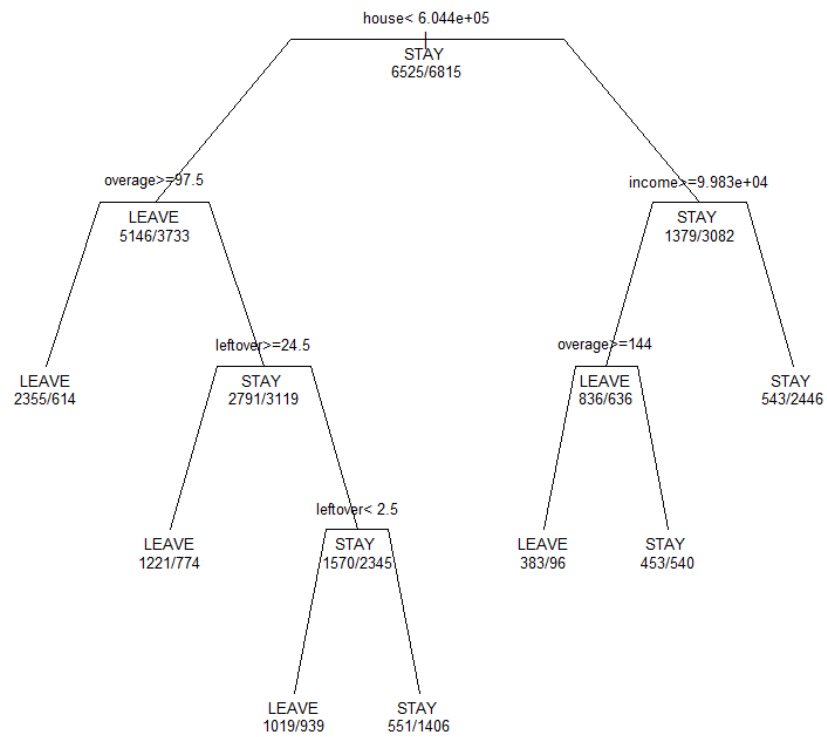 house< 6.044e+05
STAY
6525/6815
overage>=97.5
income>=9.983e+04
LEAVE
5146/3733
STAY
1379/3082
leftover>=24.5
overage>=144
LEAVE
2355/614
STAY
2791/3119
LEAVE
836/636
STAY
543/2446
leftover< 2.5
LEAVE
1221/774
STAY
1570/2345
LEAVE
383/96
STAY
453/540
LEAVE
1019/939
STAY
551/1406